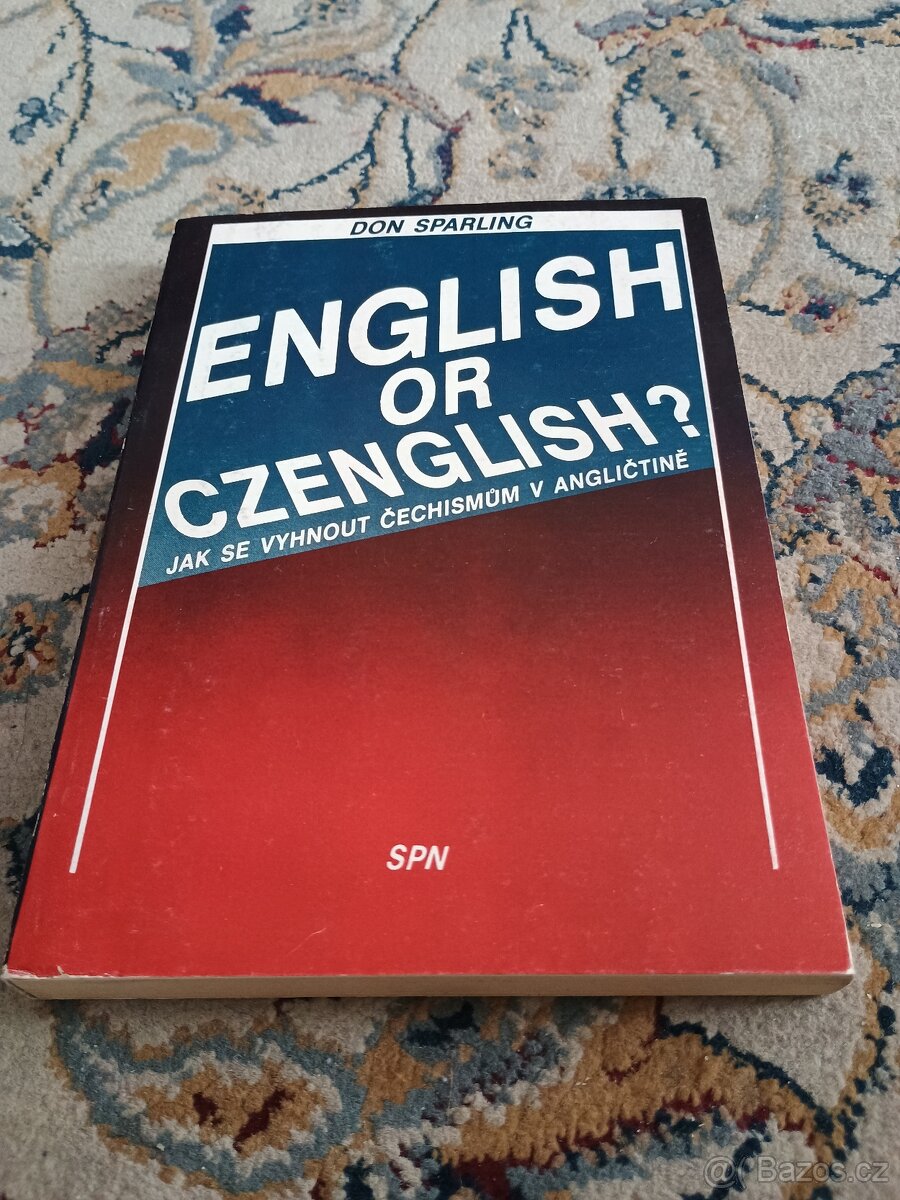 DON SPARLING
ENGLISH
OR
CZENGLISH?
JAK SE VYHNOUT ČECHISMŮM V ANGLIČTINĚ
SPN
@Bazos.cz